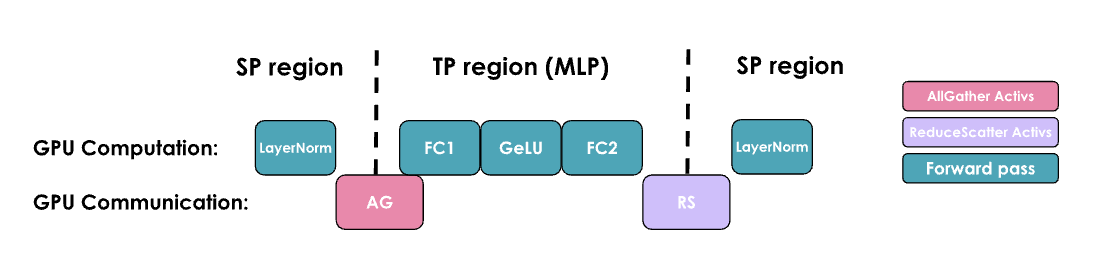 SP region
TP region (MLP)
SP region
AllGather Activs
ReduceScatter Activs
Forward pass
GPU Computation:
LayerNorm
FC1
GeLU
FC2
LayerNorm
GPU Communication:
AG
RS